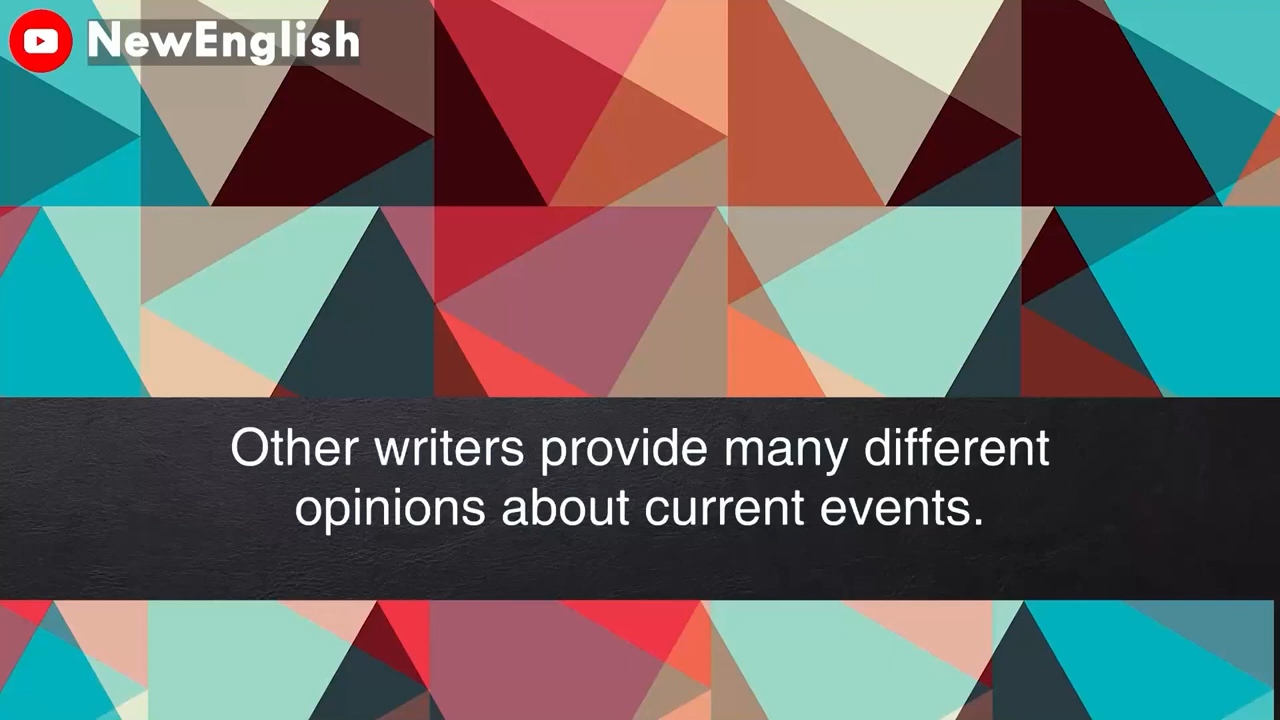 NewEnglish
Other writers provide many different
opinions about current events.